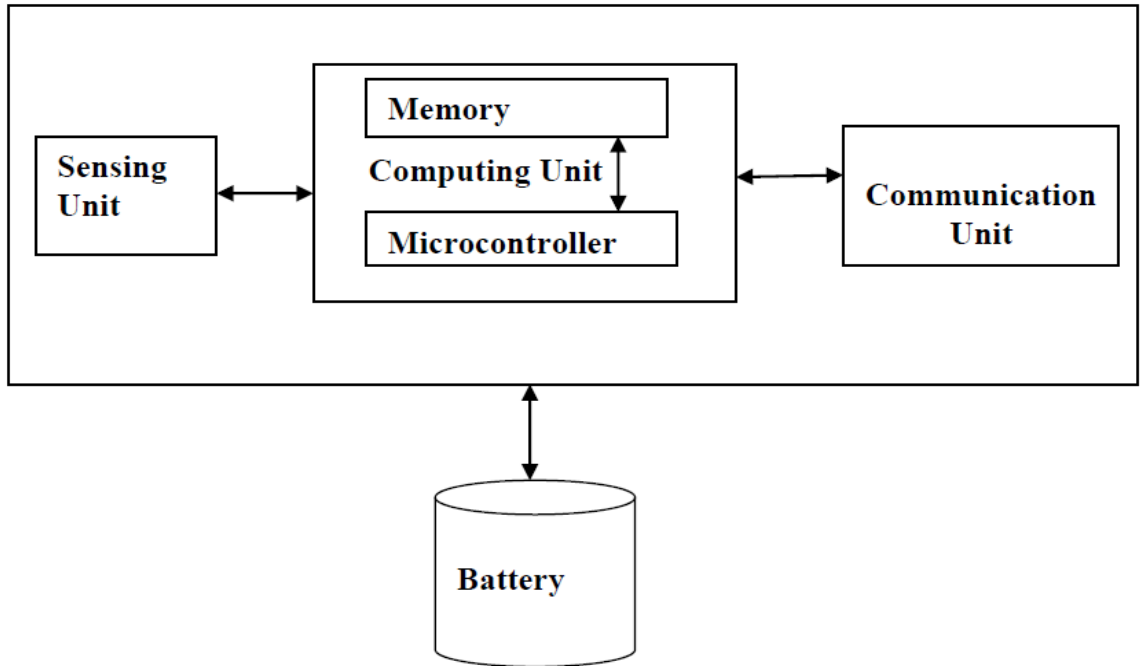 Memory
Sensing
Unit
Computing Unit
Microcontroller
Communication
Unit
Battery